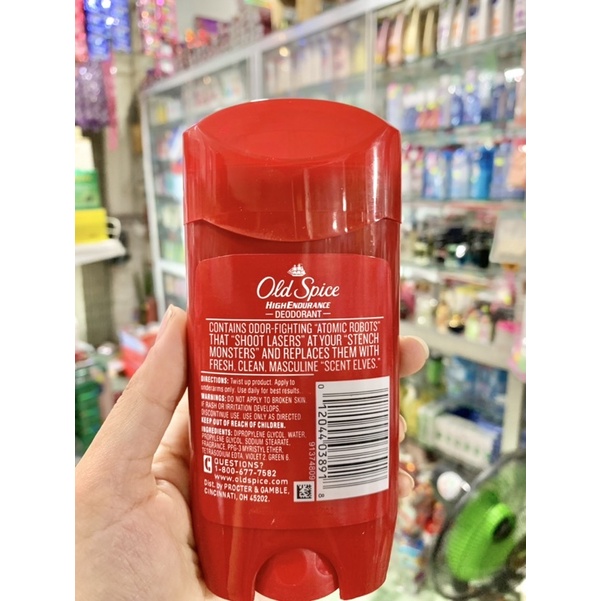 Old Spice
HIGH ENDURANCE
DEODORANT
CONTAINS ODOR-FIGHTING "ATOMIC ROBOTS"
THAT "SHOOT LASERS" AT YOUR "STENCH
MONSTERS" AND REPLACES THEM WITH
FRESH, CLEAN, MASCULINE "SCENT ELVES."
DIRECTIONS: Twist up product. Apply to
underarms only. Use daily for best results.
WARNINGS: DO NOT APPLY TO BROKEN SKIN.
IF RASH OR IRRITATION DEVELOPS,
DISCONTINUE USE. USE ONLY AS DIRECTED.
KEEP OUT OF REACH OF CHILDREN.
INGREDIENTS: DIPROPYLENE GLYCOL, WATER,
PROPYLENE GLYCOL, SODIUM STEARATE,
FRAGRANCE, PPG-3 MYRISTYL ETHER,
TETRASODIUM EDTA, VIOLET 2, GREEN 6.
QUESTIONS?
1-800-677-7582
www.oldspice.com
Dist. by PROCTER & GAMBLE,
CINCINNATI, OH 45202.
0 12044 03891 8
91374809